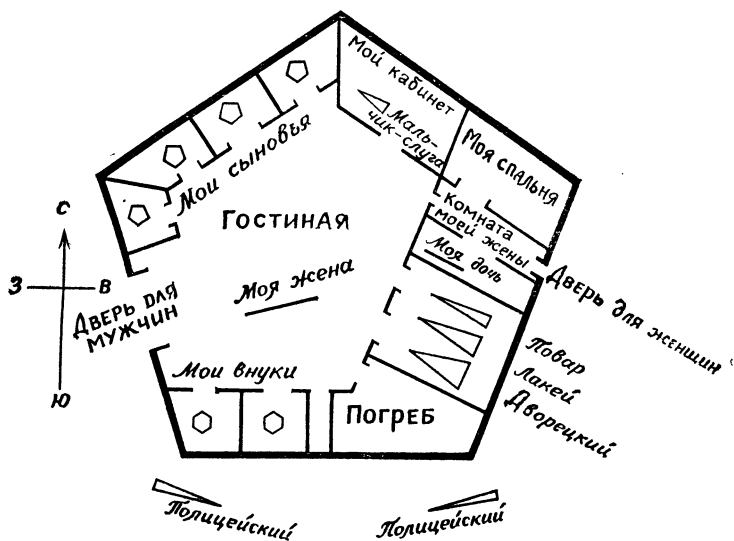 Мой кабинет
Маль-
чик-слуга
Моя спальня
Мои сыновья
Гостиная
Комната
моей жены
Моя дочь
Дверь для женщин
С
З
В
Ю
Дверь для
мужчин
Моя жена
Мои внуки
Погреб
Повар
Лакей
Дворецкий
Полицейский
Полицейский